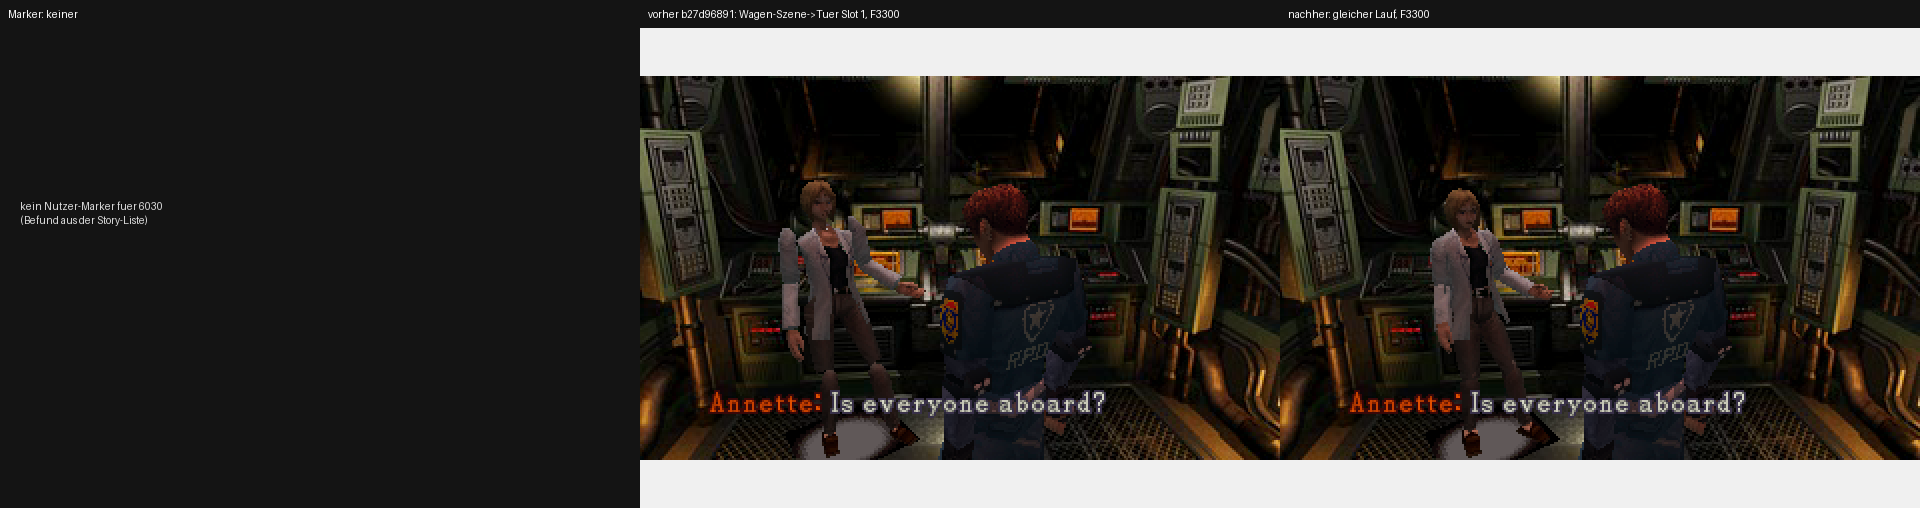 Marker: keiner
vorher b27d96891: Wagen-Szene->Tuer Slot 1, F3300
nachher: gleicher Lauf, F3300
kein Nutzer-Marker fuer 6030
(Befund aus der Story-Liste)
R.P.D
R.P.D
Annette: Is everyone aboard?
Annette: Is everyone aboard?